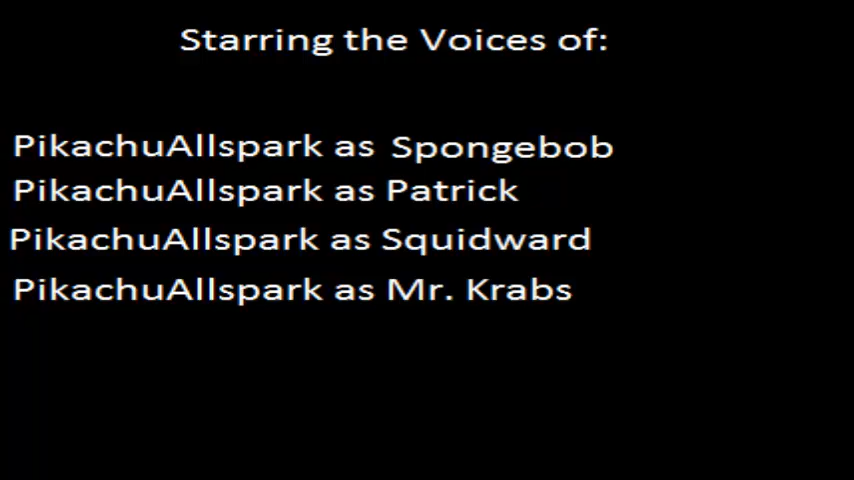 Starring the Voices of:
PikachuAllspark as Spongebob
PikachuAllspark as Patrick
PikachuAllspark as Squidward
PikachuAllspark as Mr. Krabs